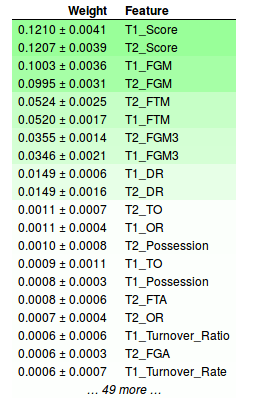 Weight Feature
0.1210 ± 0.0041 T1_Score
0.1207 ± 0.0039 T2_Score
0.1003 ± 0.0036 T1_FGM
0.0995 ± 0.0031 T2_FGM
0.0524 ± 0.0025 T2_FTM
0.0520 ± 0.0017 T1_FTM
0.0355 ± 0.0014 T2_FGM3
0.0346 ± 0.0021 T1_FGM3
0.0149 ± 0.0006 T1_DR
0.0149 ± 0.0016 T2_DR
0.0011 ± 0.0007 T2_TO
0.0011 ± 0.0004 T1_OR
0.0010 ± 0.0008 T2_Possession
0.0009 ± 0.0011 T1_TO
0.0008 ± 0.0003 T1_Possession
0.0008 ± 0.0006 T2_FTA
0.0007 ± 0.0004 T2_OR
0.0006 ± 0.0006 T1_Turnover_Ratio
0.0006 ± 0.0003 T2_FGA
0.0006 ± 0.0007 T1_Turnover_Rate
… 49 more …